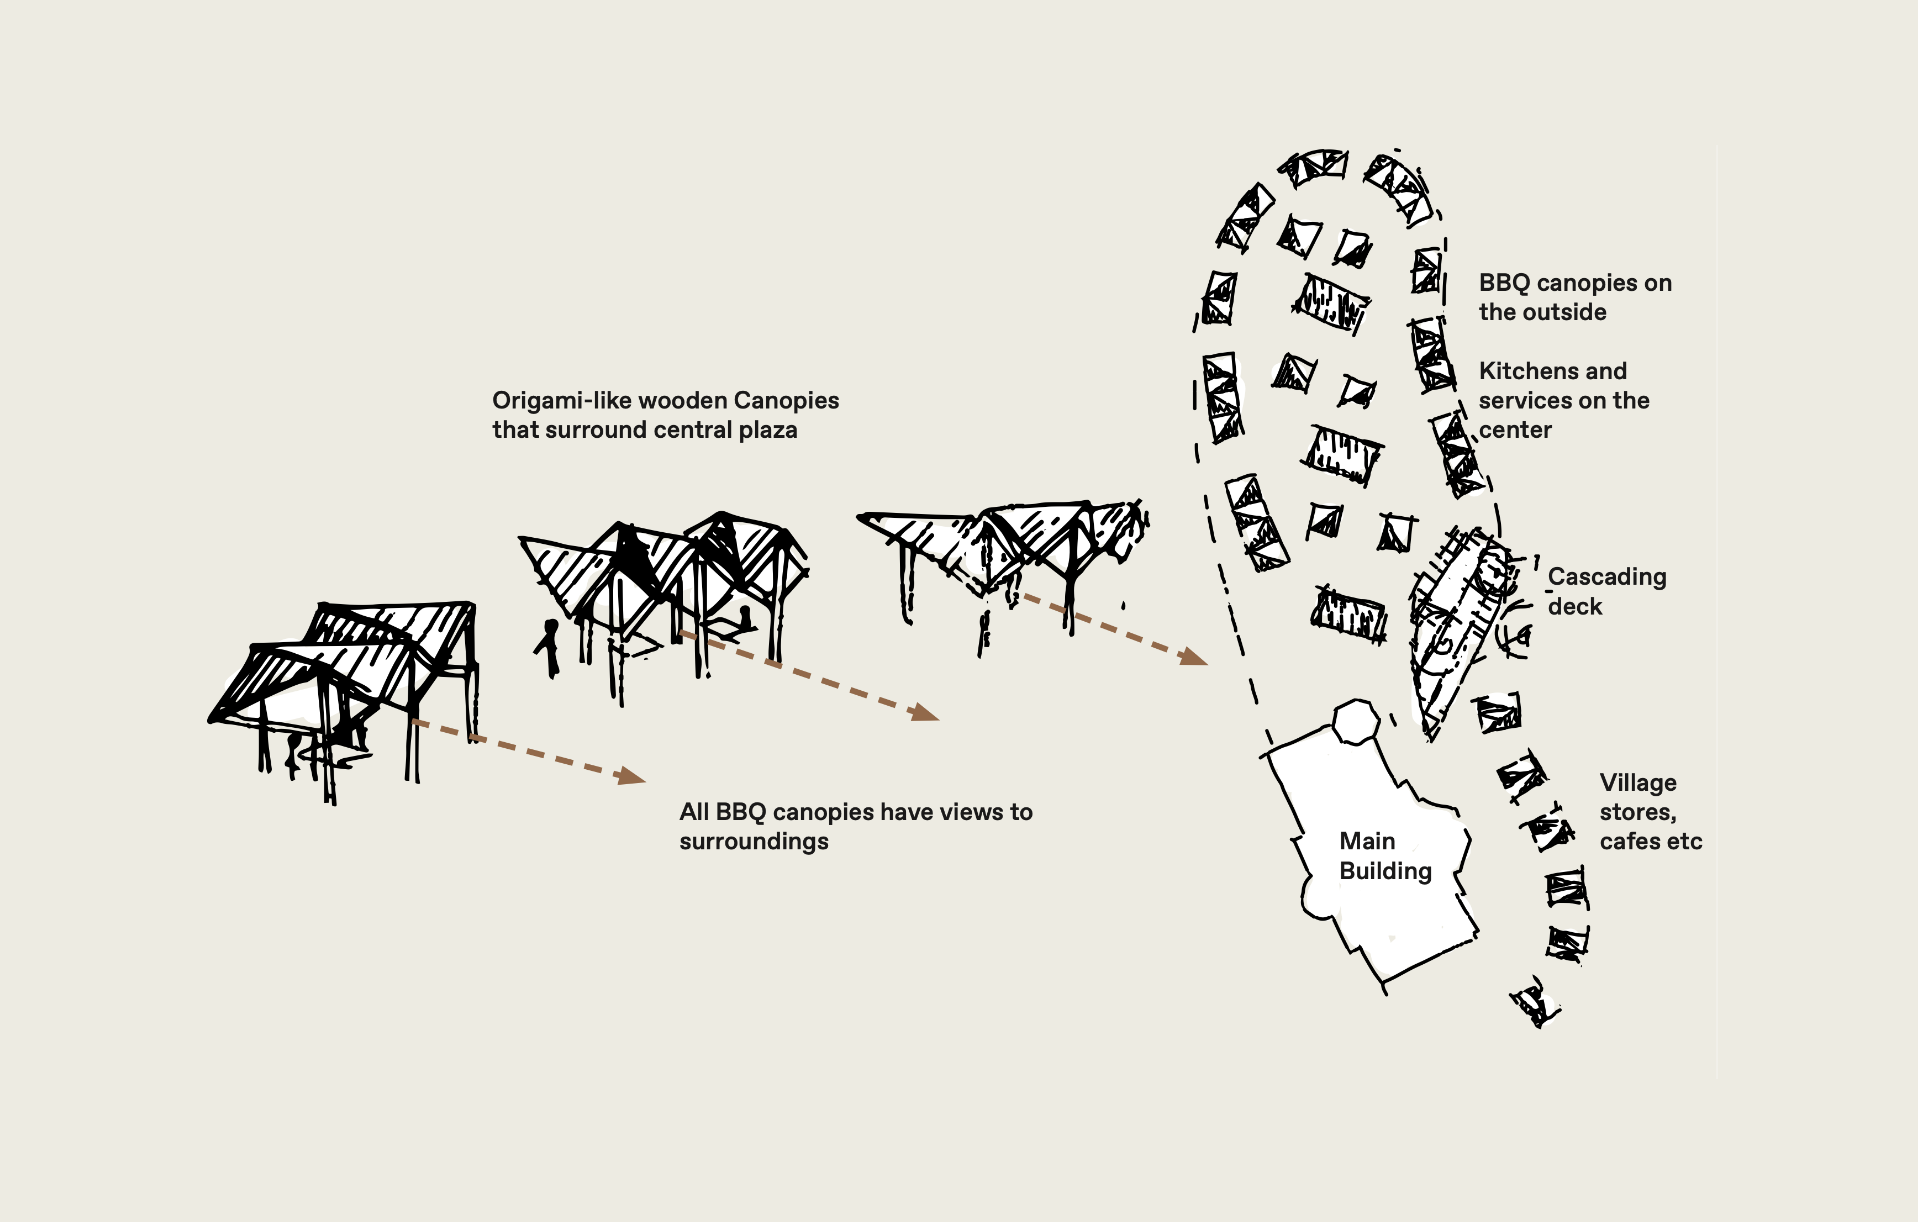 Origami-like wooden Canopies
that surround central plaza
All BBQ canopies have views to
surroundings
BBQ canopies on
the outside
Kitchens and
services on the
center
Cascading
deck
Village
stores,
cafes etc
Main
Building